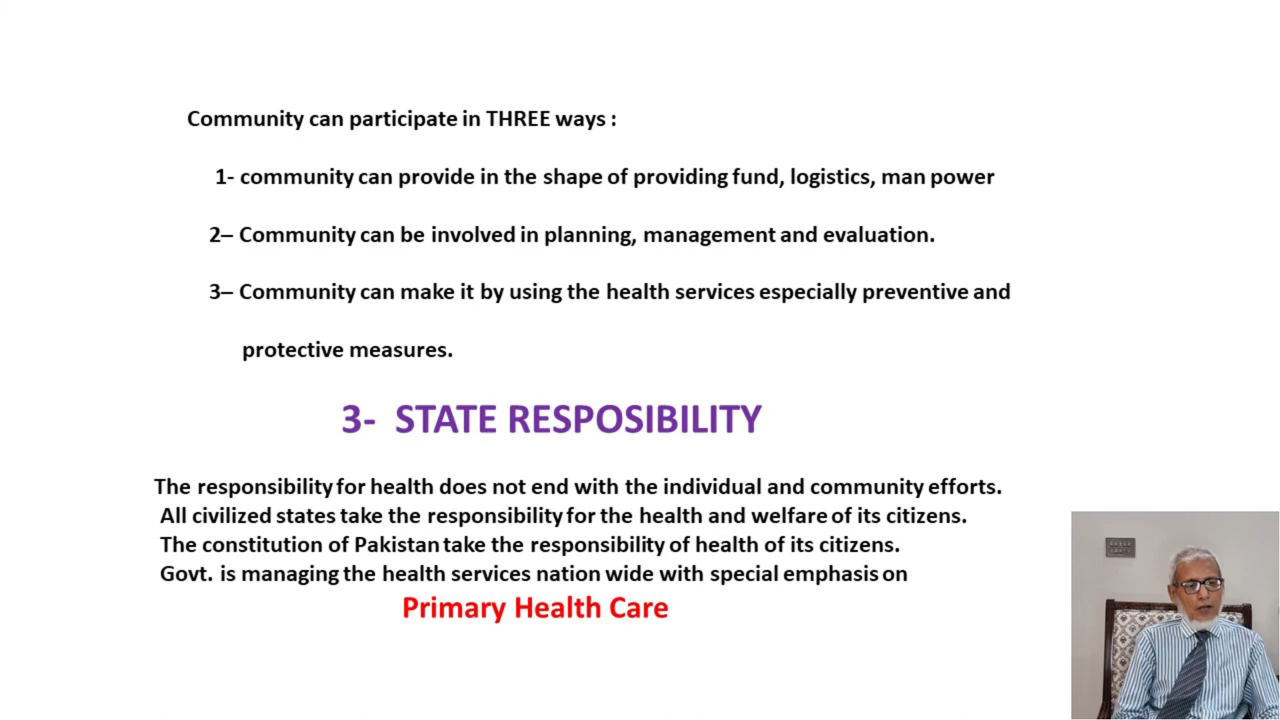 Community can participate in THREE ways :
1- community can provide in the shape of providing fund, logistics, man power
2– Community can be involved in planning, management and evaluation.
3– Community can make it by using the health services especially preventive and
protective measures.
3- STATE RESPOSIBILITY
The responsibility for health does not end with the individual and community efforts.
All civilized states take the responsibility for the health and welfare of its citizens.
The constitution of Pakistan take the responsibility of health of its citizens.
Govt. is managing the health services nation wide with special emphasis on
Primary Health Care